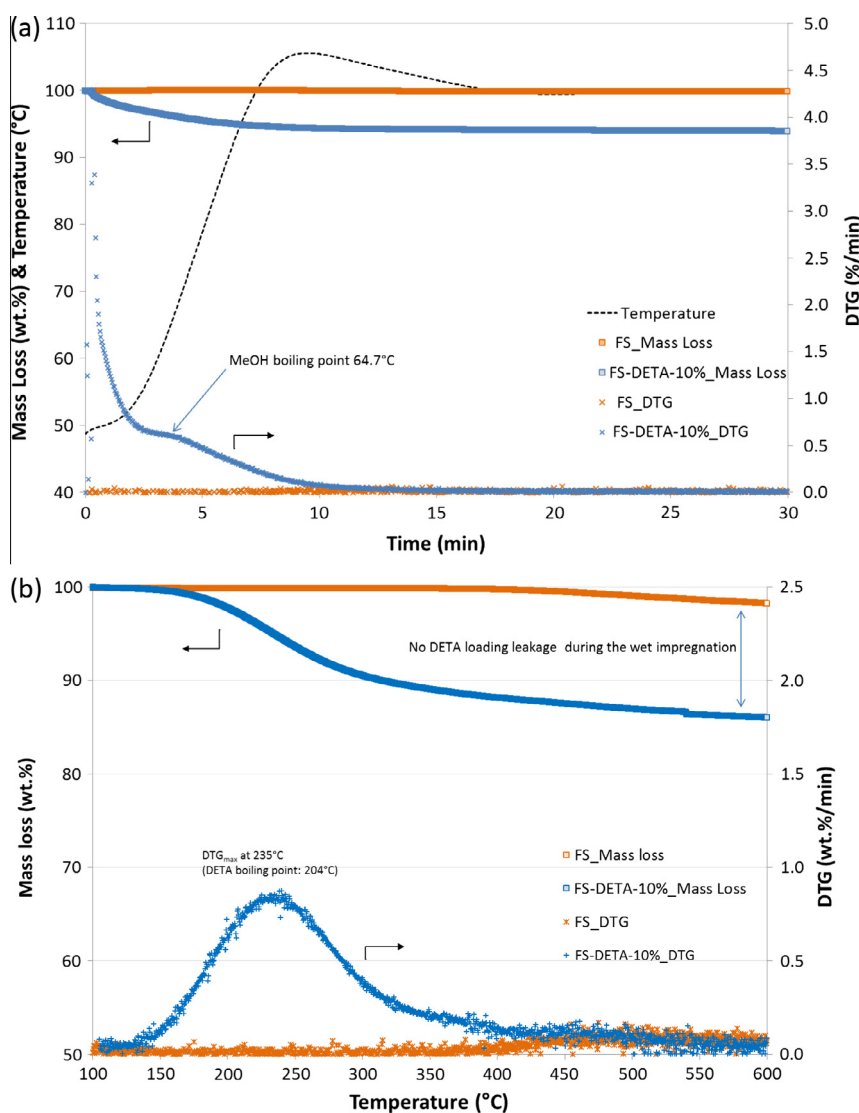 (a)
110
100
90
80
70
60
50
40
Mass Loss (wt.%) & Temperature (°C)
5.0
4.5
4.0
3.5
3.0
2.5
2.0
1.5
1.0
0.5
0.0
DTG (%/min)
MeOH boiling point 64.7°C
Temperature
FS_Mass Loss
FS-DETA-10%_Mass Loss
FS_DTG
FS-DETA-10%_DTG
0 5 10 15 20 25 30
Time (min)
(b)
100
90
80
70
60
50
Mass loss (wt.%)
2.5
2.0
1.5
1.0
0.5
0.0
DTG (wt.%/min)
No DETA loading leakage during the wet impregnation
DTGmax at 235°C
(DETA boiling point: 204°C)
FS_Mass loss
FS-DETA-10%_Mass Loss
FS_DTG
FS-DETA-10%_DTG
100 150 200 250 300 350 400 450 500 550 600
Temperature (°C)